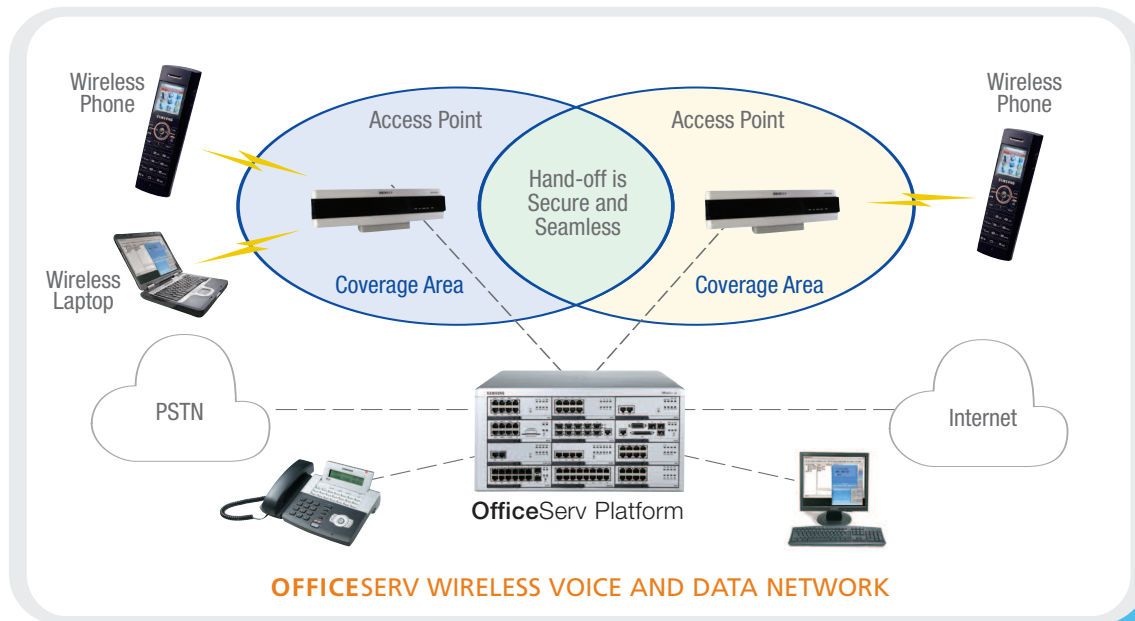 Wireless
Phone
Access Point
Access Point
Wireless
Phone
Hand-off is
Secure and
Seamless
Wireless
Laptop
Coverage Area
Coverage Area
PSTN
Internet
SAMSUNG
OfficeServ Platform
OFFICESERV WIRELESS VOICE AND DATA NETWORK